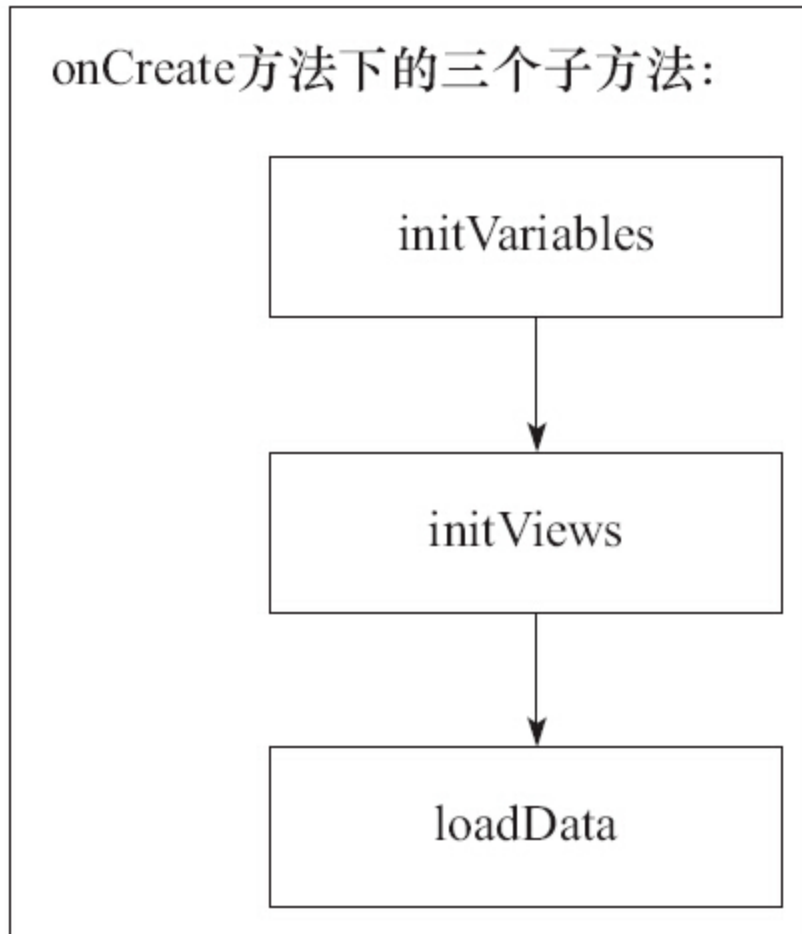 onCreate方法下的三个子方法：
initVariables
initViews
loadData